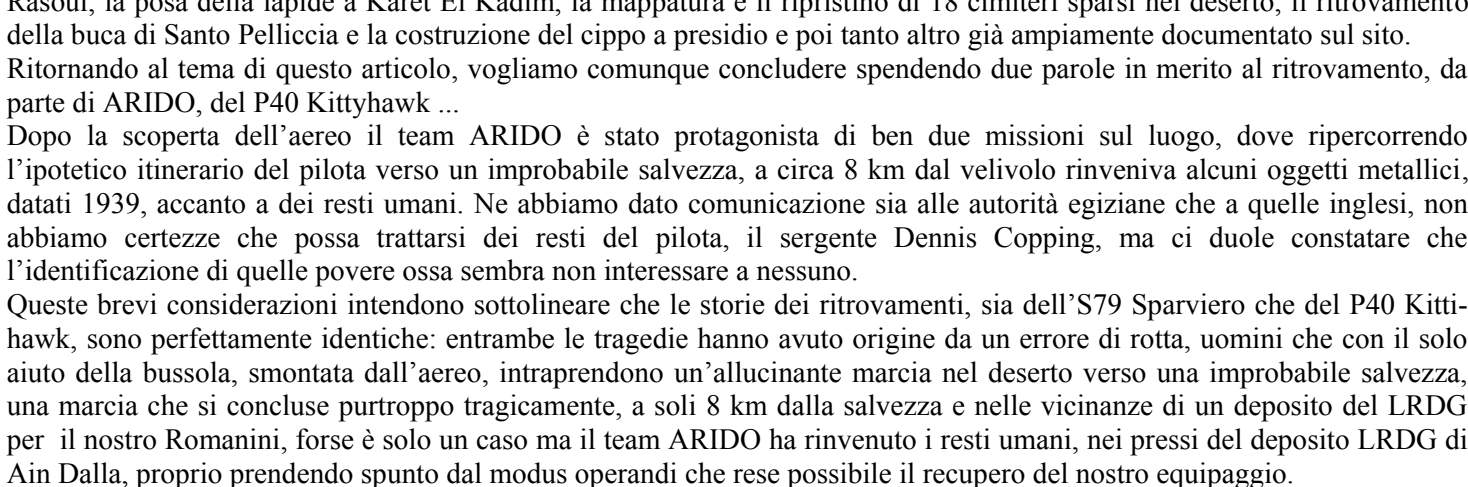 Rasoul, la posa della lapide a Karet El Kadim, la mappatura e il ripristino di 18 cimiteri sparsi nel deserto, il ritrovamento
della buca di Santo Pelliccia e la costruzione del cippo a presidio e poi tanto altro già ampiamente documentato sul sito.
Ritornando al tema di questo articolo, vogliamo comunque concludere spendendo due parole in merito al ritrovamento, da
parte di ARIDO, del P40 Kittyhawk ...
Dopo la scoperta dell’aereo il team ARIDO è stato protagonista di ben due missioni sul luogo, dove ripercorrendo
l’ipotetico itinerario del pilota verso un improbabile salvezza, a circa 8 km dal velivolo rinveniva alcuni oggetti metallici,
datati 1939, accanto a dei resti umani. Ne abbiamo dato comunicazione sia alle autorità egiziane che a quelle inglesi, non
abbiamo certezze che possa trattarsi dei resti del pilota, il sergente Dennis Copping, ma ci duole constatare che
l’identificazione di quelle povere ossa sembra non interessare a nessuno.
Queste brevi considerazioni intendono sottolineare che le storie dei ritrovamenti, sia dell’S79 Sparviero che del P40 Kitti-
hawk, sono perfettamente identiche: entrambe le tragedie hanno avuto origine da un errore di rotta, uomini che con il solo
aiuto della bussola, smontata dall’aereo, intraprendono un’allucinante marcia nel deserto verso una improbabile salvezza,
una marcia che si concluse purtroppo tragicamente, a soli 8 km dalla salvezza e nelle vicinanze di un deposito del LRDG
per il nostro Romanini, forse è solo un caso ma il team ARIDO ha rinvenuto i resti umani, nei pressi del deposito LRDG di
Ain Dalla, proprio prendendo spunto dal modus operandi che rese possibile il recupero del nostro equipaggio.